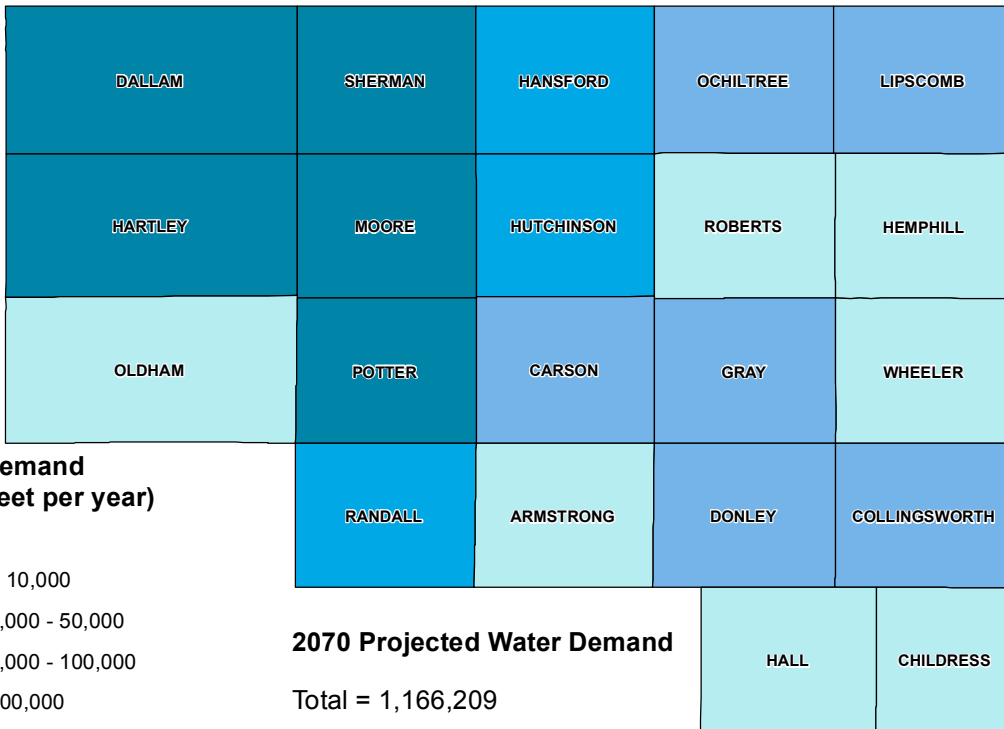 DALLAM
SHERMAN
HANSFORD
OCHILTREE
LIPSCOMB
HARTLEY
MOORE
HUTCHINSON
ROBERTS
HEMPHILL
OLDHAM
POTTER
CARSON
GRAY
WHEELER
emand
eet per year)
RANDALL
ARMSTRONG
DONLEY
COLLINGSWORTH
10,000
,000 - 50,000
,000 - 100,000
00,000
2070 Projected Water Demand
Total = 1,166,209
HALL
CHILDRESS